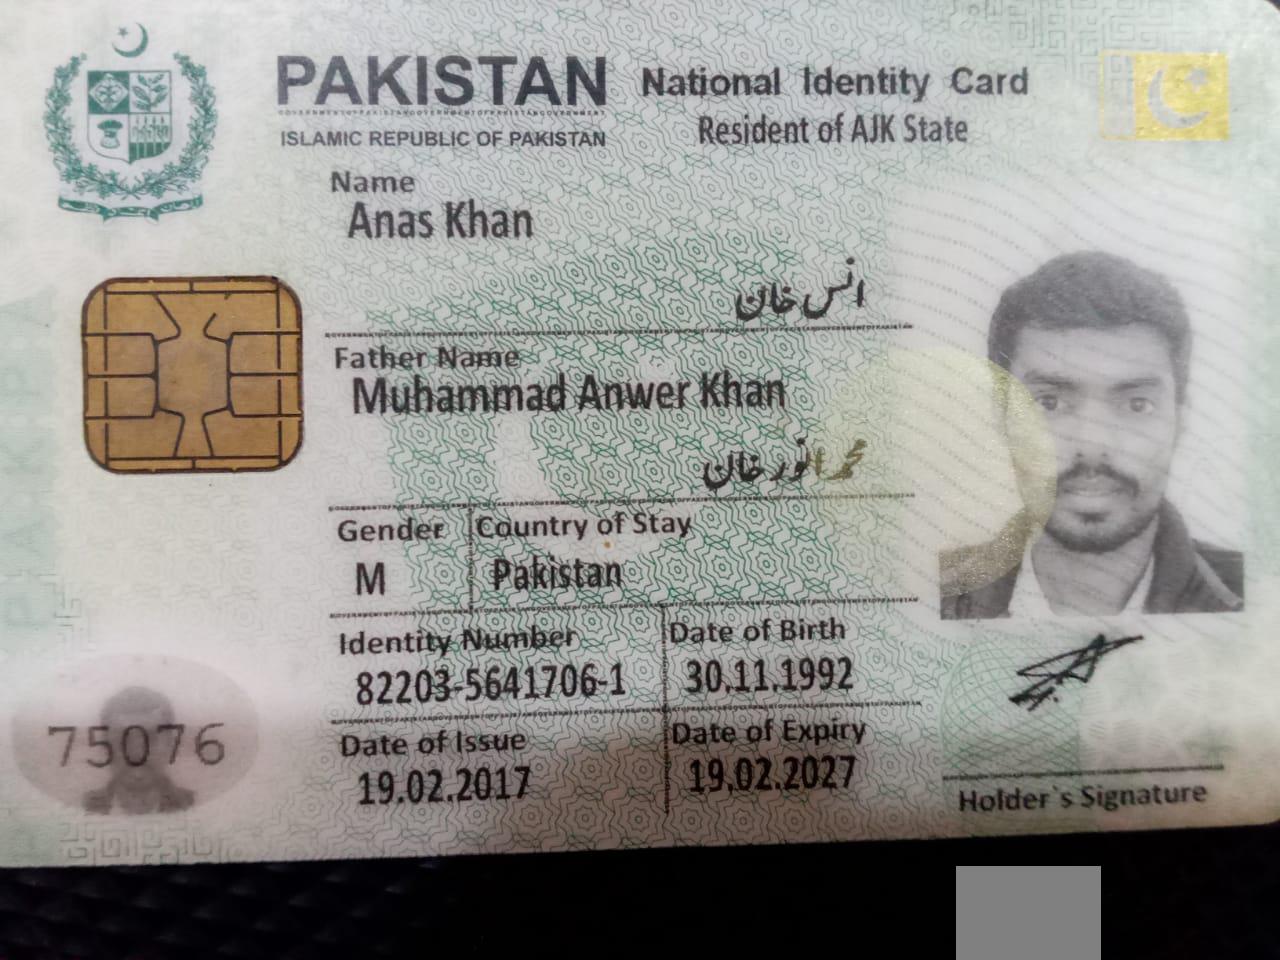 PAKISTAN National Identity Card
ISLAMIC REPUBLIC OF PAKISTAN Resident of AJK State
Name
Anas Khan
انس خان
Father Name
Muhammad Anwer Khan
محمد انور خان
Gender Country of Stay
M Pakistan
Identity Number Date of Birth
82203-5641706-1 30.11.1992
Date of Issue Date of Expiry
19.02.2017 19.02.2027
75076
Holder`s Signature